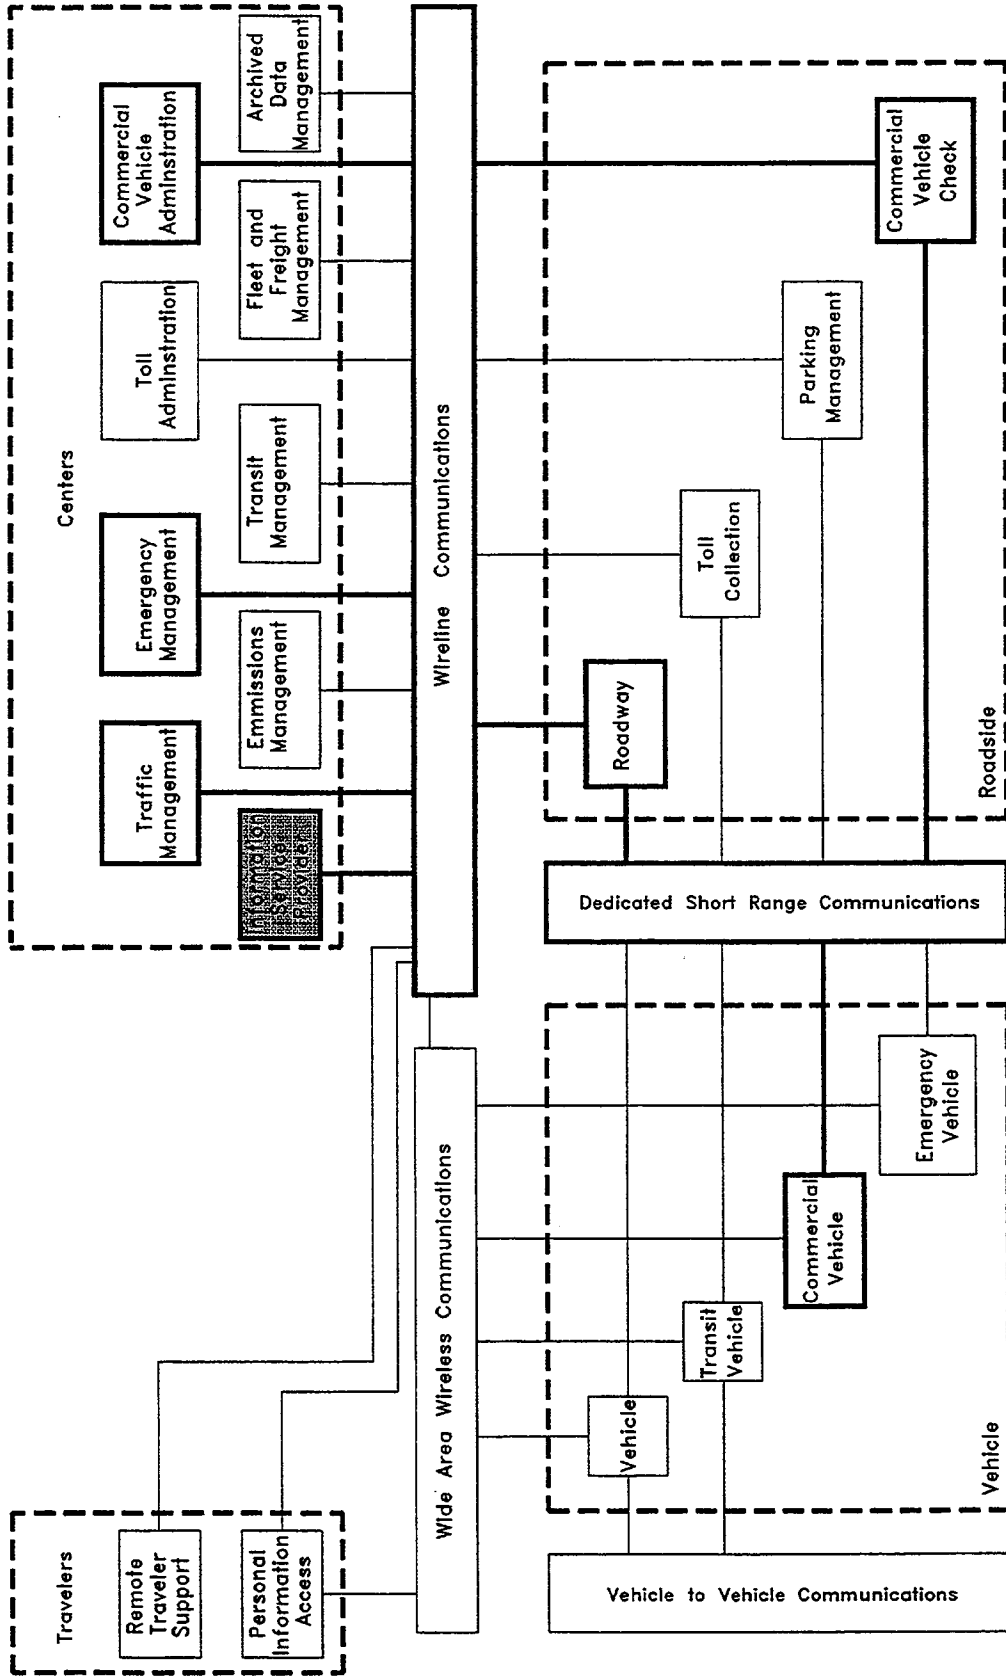 Travelers
Remote
Traveler
Support
Personal
Information
Access
Centers
Traffic
Management
Emergency
Management
Toll
Adminstration
Commercial
Vehicle
Adminstration
Information
Service
Provider
Emmissions
Management
Transit
Management
Fleet and
Freight
Management
Archived
Data
Management
Wide Area Wireless Communications
Wireline Communications
Vehicle to Vehicle Communications
Vehicle
Transit
Vehicle
Commercial
Vehicle
Emergency
Vehicle
Vehicle
Dedicated Short Range Communications
Roadway
Toll
Collection
Parking
Management
Commercial
Vehicle
Check
Roadside